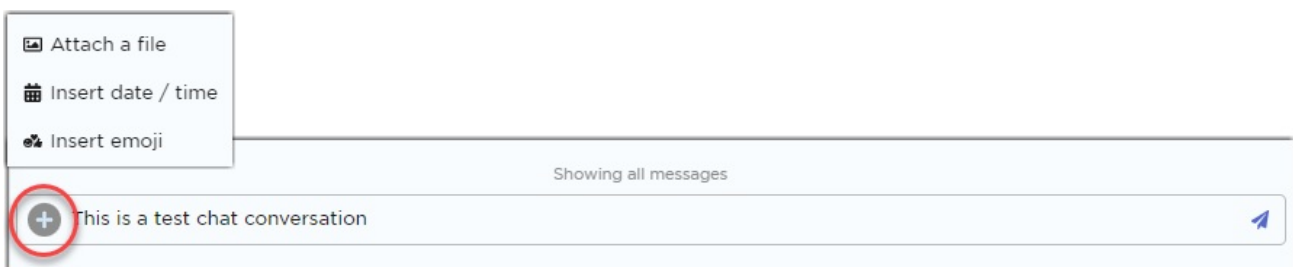 Attach a file
Insert date / time
Insert emoji
Showing all messages
This is a test chat conversation